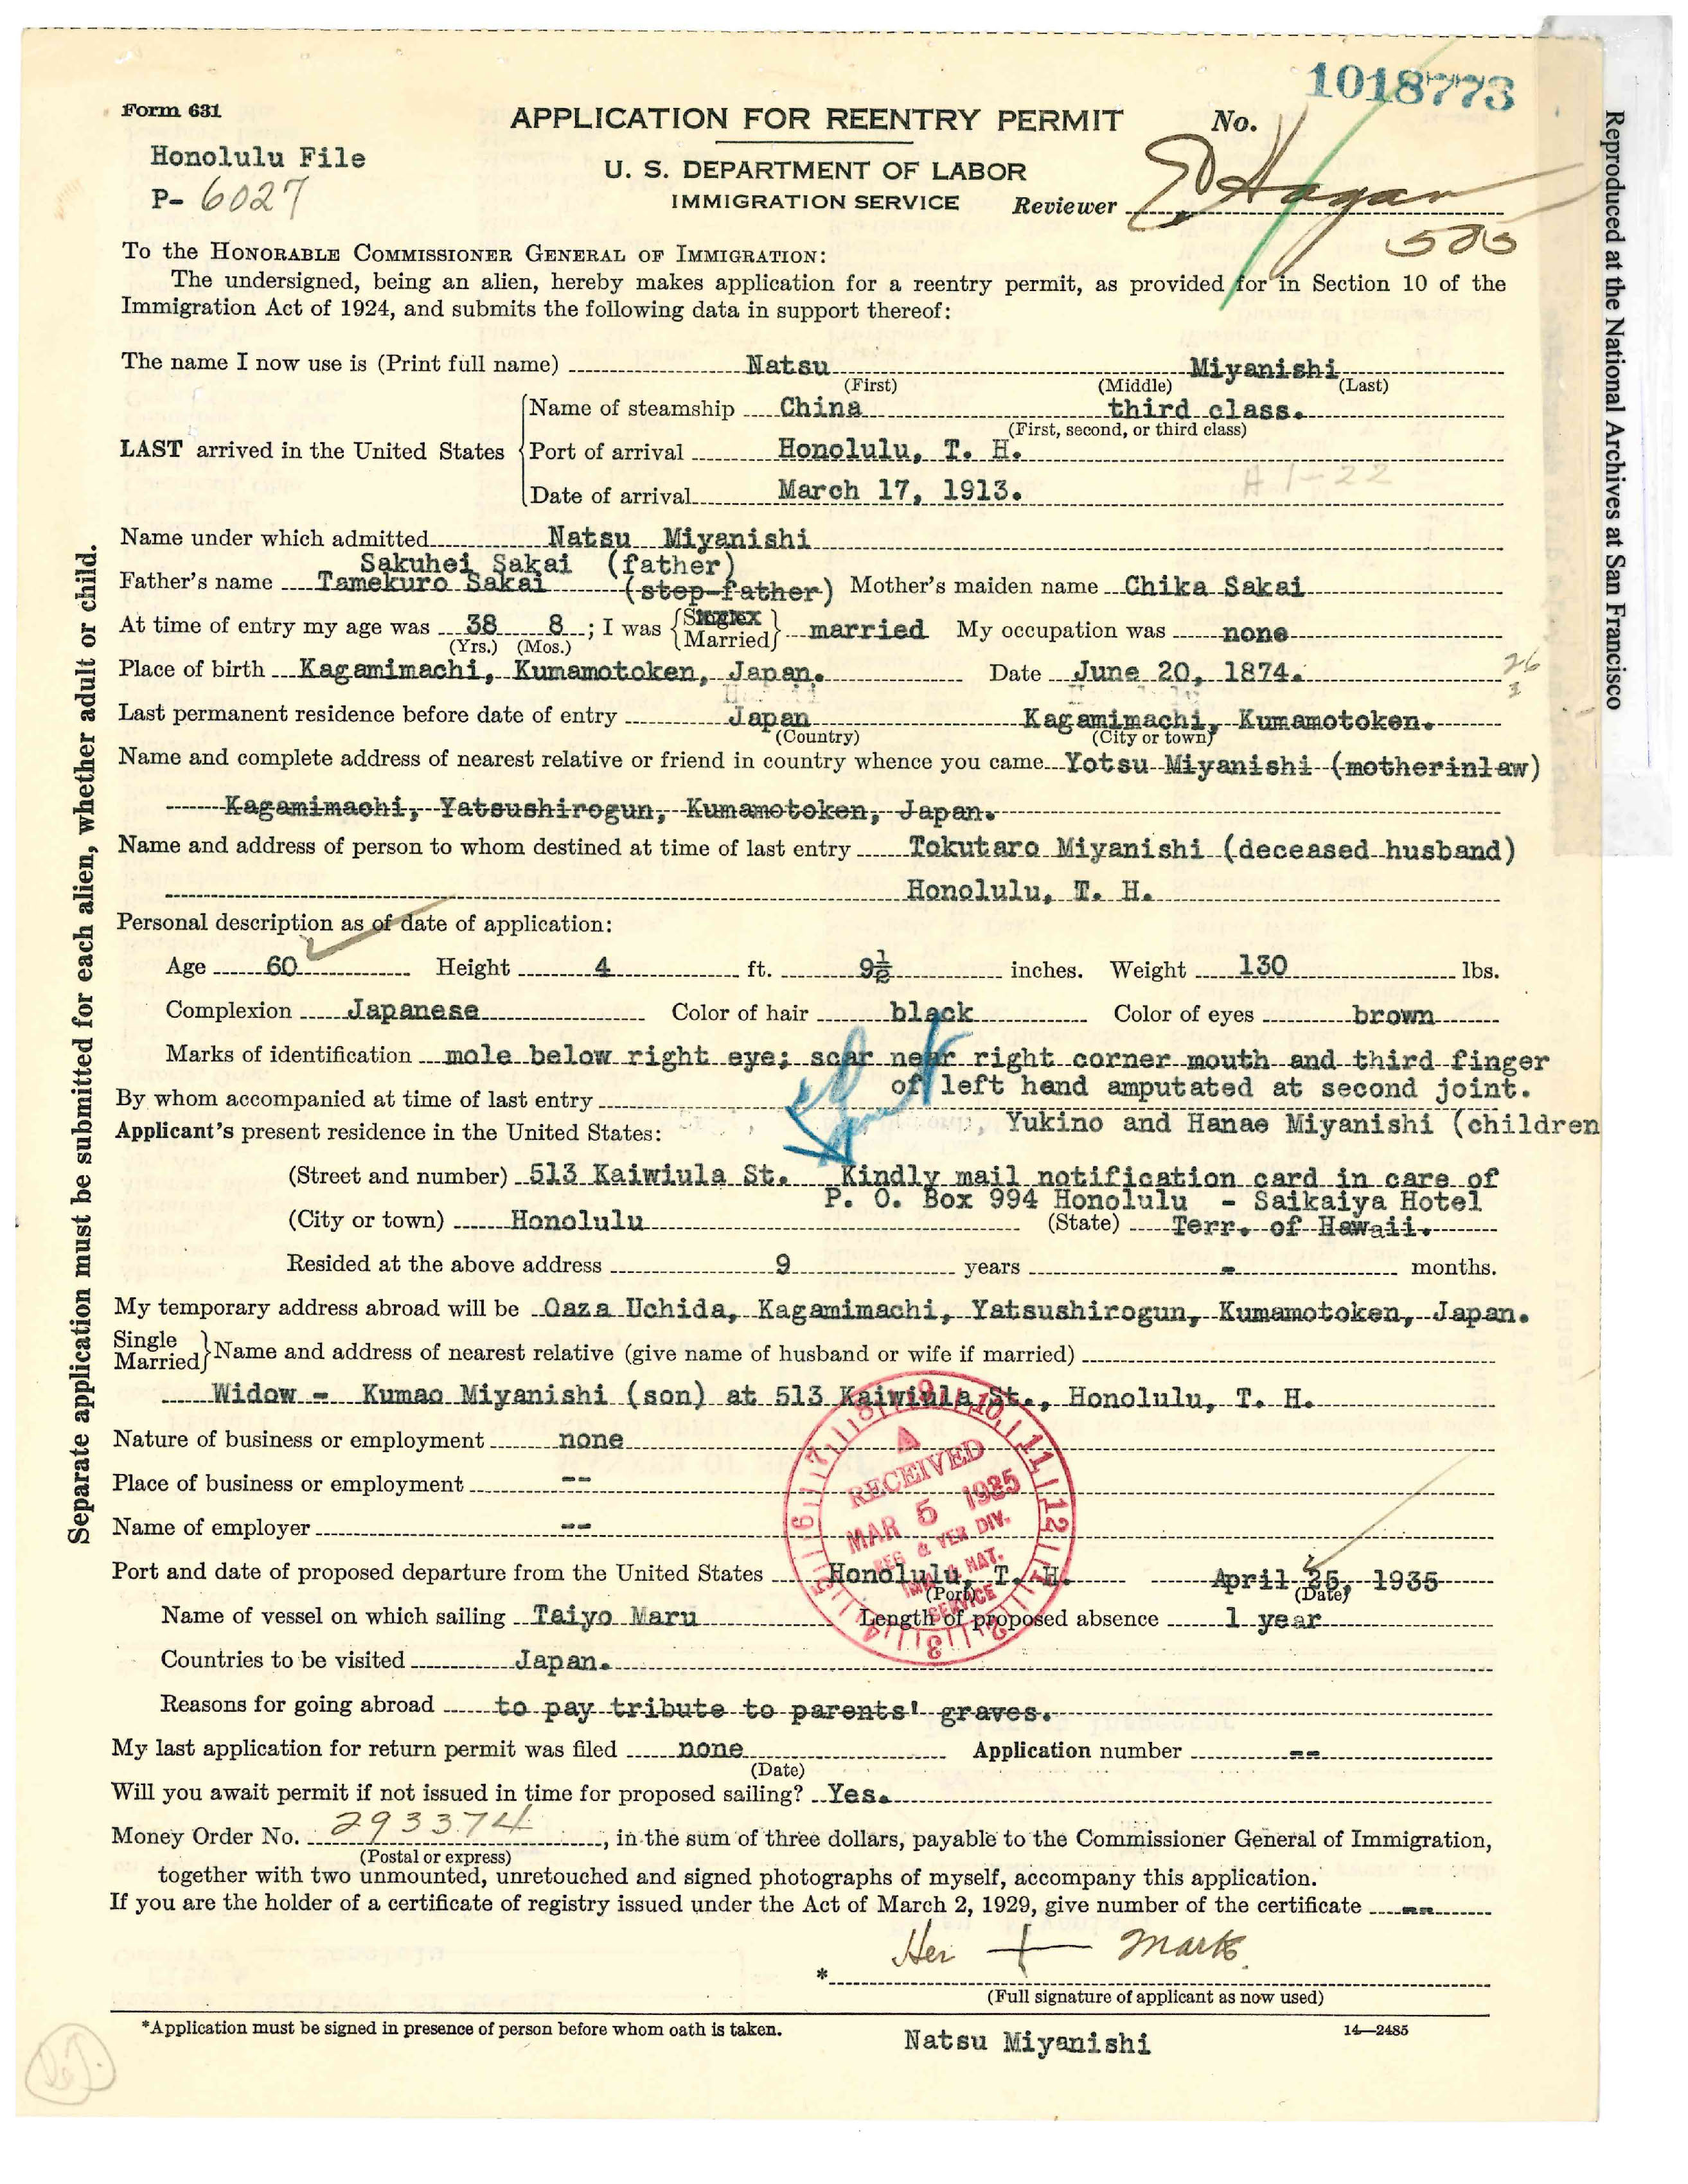 1018773
Form 631
APPLICATION FOR REENTRY PERMIT No.
Honolulu File
U. S. DEPARTMENT OF LABOR
P- 6027
IMMIGRATION SERVICE Reviewer E D Hagan
505
To the HONORABLE COMMISSIONER GENERAL OF IMMIGRATION:
The undersigned, being an alien, hereby makes application for a reentry permit, as provided for in Section 10 of the
Immigration Act of 1924, and submits the following data in support thereof:
The name I now use is (Print full name) Natsu Miyanishi
(First) (Middle) (Last)
Name of steamship China third class.
(First, second, or third class)
LAST arrived in the United States Port of arrival Honolulu, T. H.
H 1-22
Date of arrival March 17, 1913.
Name under which admitted Natsu Miyanishi
Sakuhei Sakai (father)
Father's name Tamekuro Sakai (step-father) Mother's maiden name Chika Sakai
At time of entry my age was 38 8; I was {Single Married} married My occupation was none
(Yrs.) (Mos.)
Place of birth Kagamimachi, Kumamotoken, Japan. Date June 20, 1874.
26
3
Last permanent residence before date of entry Japan Kagamimachi, Kumamotoken.
(Country) (City or town)
Name and complete address of nearest relative or friend in country whence you came Yotsu Miyanishi (motherinlaw)
Kagamimachi, Yatsushirogun, Kumamotoken, Japan.
Name and address of person to whom destined at time of last entry Tokutaro Miyanishi (deceased husband)
Honolulu, T. H.
Personal description as of date of application:
Age 60 Height 4 ft. 9½ inches. Weight 130 lbs.
Complexion Japanese Color of hair black Color of eyes brown
Marks of identification mole below right eye; scar near right corner mouth and third finger
of left hand amputated at second joint.
By whom accompanied at time of last entry
Yukino and Hanae Miyanishi (children
Applicant's present residence in the United States:
(Street and number) 513 Kaiwiula St. Kindly mail notification card in care of
P. O. Box 994 Honolulu - Saikaiya Hotel
(City or town) Honolulu (State) Terr. of Hawaii.
Resided at the above address 9 years - months.
My temporary address abroad will be Oaza Uchida, Kagamimachi, Yatsushirogun, Kumamotoken, Japan.
Single
Married} Name and address of nearest relative (give name of husband or wife if married)
Widow - Kumao Miyanishi (son) at 513 Kaiwiula St., Honolulu, T. H.
Nature of business or employment none
Place of business or employment --
Name of employer --
RECEIVED
MAR 5 1935
REG & VER DIV.
IMM & NAT.
SERVICE
Port and date of proposed departure from the United States Honolulu, T. H. April 25, 1935
(Port) (Date)
Name of vessel on which sailing Taiyo Maru Length of proposed absence 1 year
Countries to be visited Japan.
Reasons for going abroad to pay tribute to parents' graves.
My last application for return permit was filed none Application number --
(Date)
Will you await permit if not issued in time for proposed sailing? Yes.
Money Order No. 293374, in the sum of three dollars, payable to the Commissioner General of Immigration,
(Postal or express)
together with two unmounted, unretouched and signed photographs of myself, accompany this application.
If you are the holder of a certificate of registry issued under the Act of March 2, 1929, give number of the certificate --
Her + Mark.
*
(Full signature of applicant as now used)
*Application must be signed in presence of person before whom oath is taken.
Natsu Miyanishi
14—2485
Separate application must be submitted for each alien, whether adult or child.
Reproduced at the National Archives at San Francisco